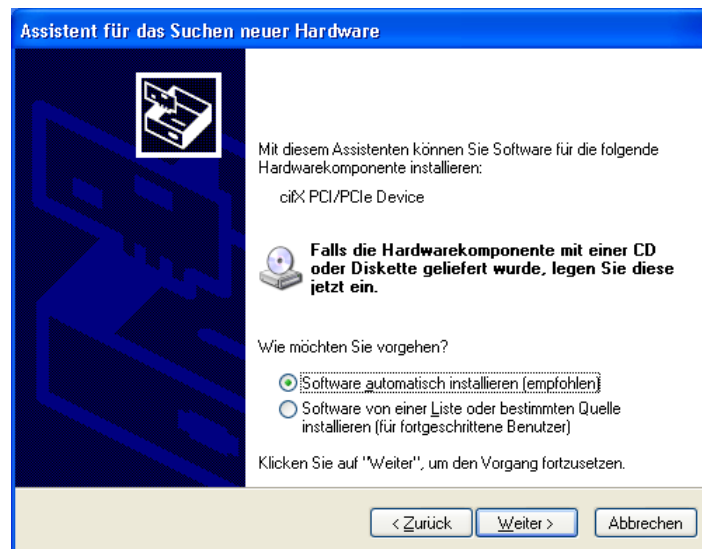 Assistent für das Suchen neuer Hardware
Mit diesem Assistenten können Sie Software für die folgende
Hardwarekomponente installieren:
cifX PCI/PCIe Device
Falls die Hardwarekomponente mit einer CD
oder Diskette geliefert wurde, legen Sie diese
jetzt ein.
Wie möchten Sie vorgehen?
Software automatisch installieren (empfohlen)
Software von einer Liste oder bestimmten Quelle
installieren (für fortgeschrittene Benutzer)
Klicken Sie auf "Weiter", um den Vorgang fortzusetzen.
< Zurück Weiter > Abbrechen